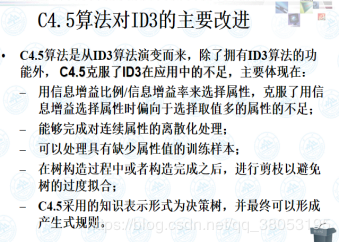 C4.5算法对ID3的主要改进
• C4.5算法是从ID3算法演变而来，除了拥有ID3算法的功
能外， C4.5克服了ID3在应用中的不足，主要体现在：
– 用信息增益比例/信息增益率来选择属性，克服了用信
息增益选择属性时偏向于选择取值多的属性的不足；
– 能够完成对连续属性的离散化处理；
– 可以处理具有缺少属性值的训练样本；
– 在树构造过程中或者构造完成之后，进行剪枝以避免
树的过度拟合；
– C4.5采用的知识表示形式为决策树，并最终可以形成
产生式规则。
https://blog.csdn.net/qq_38053195